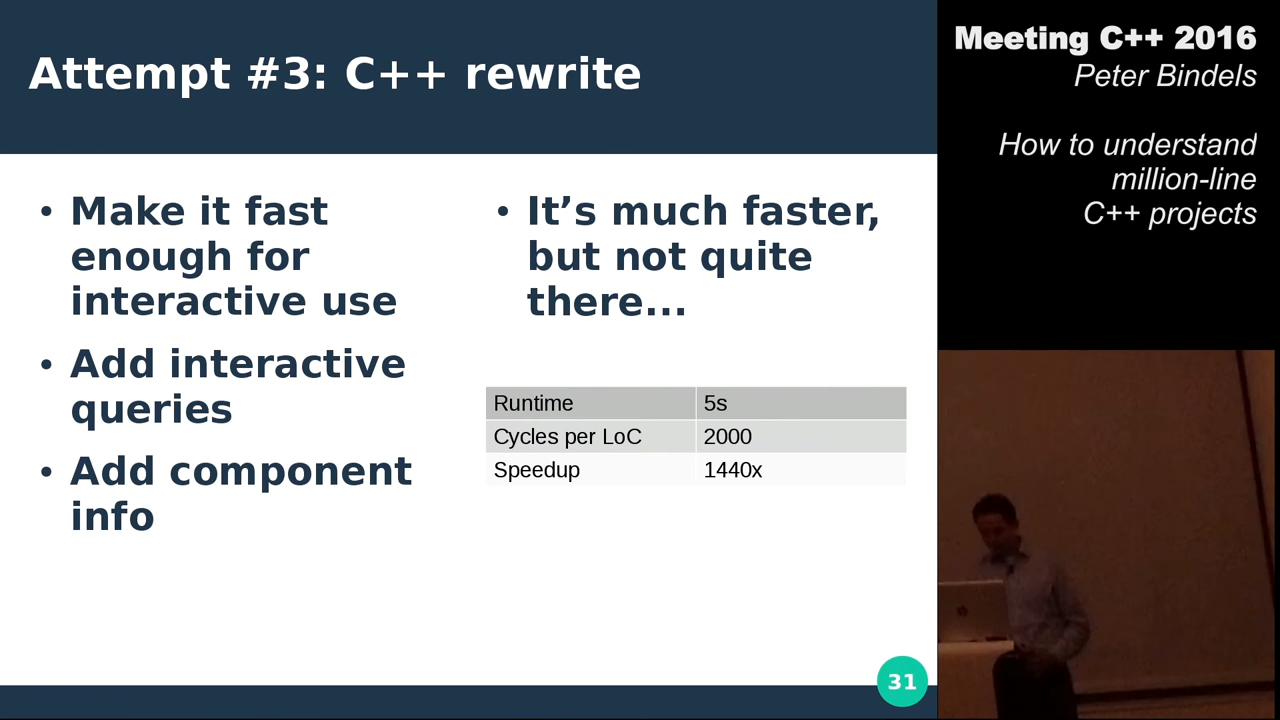 Attempt #3: C++ rewrite
• Make it fast
enough for
interactive use
• Add interactive
queries
• Add component
info
• It’s much faster,
but not quite
there...
Runtime 5s
Cycles per LoC 2000
Speedup 1440x
31
Meeting C++ 2016
Peter Bindels
How to understand
million-line
C++ projects